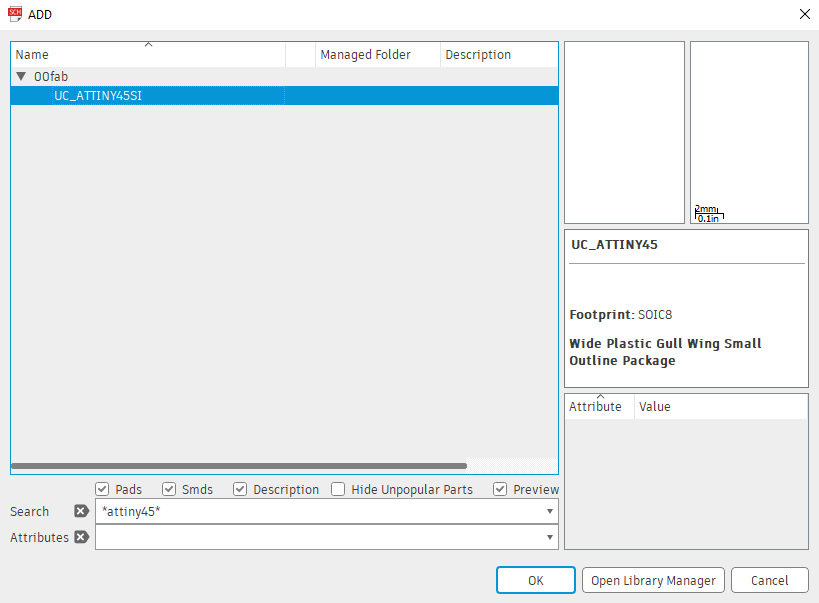 SCH ADD
Name Managed Folder Description
00fab
UC_ATTINY45SI
2mm
0.1in
UC_ATTINY45
Footprint: SOIC8
Wide Plastic Gull Wing Small
Outline Package
Attribute Value
Pads Smds Description Hide Unpopular Parts Preview
Search *attiny45*
Attributes
OK Open Library Manager Cancel